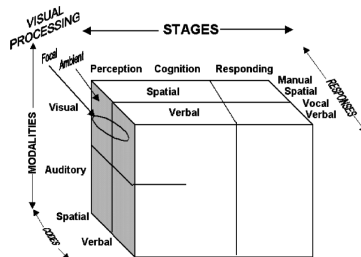 VISUAL
PROCESSING
STAGES
Focal
Ambient
Perception Cognition Responding
Manual
Spatial
Vocal
Verbal
RESPONSES
Spatial
Verbal
Visual
MODALITIES
Auditory
Spatial
Verbal
CODES